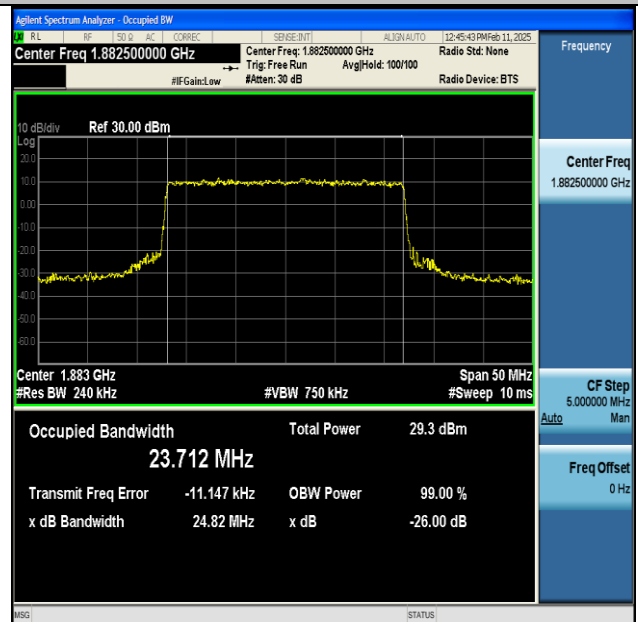 Agilent Spectrum Analyzer - Occupied BW
RL RF 50 Ω AC CORREC SENSE:INT ALIGN AUTO 12:45:43 PM Feb 11, 2025
Center Freq 1.882500000 GHz
Center Freq: 1.882500000 GHz
Radio Std: None
Trig: Free Run Avg|Hold: 100/100
#IFGain:Low #Atten: 30 dB Radio Device: BTS
10 dB/div Ref 30.00 dBm
Log
20.0
10.0
0.00
-10.0
-20.0
-30.0
-40.0
-50.0
-60.0
Center 1.883 GHz Span 50 MHz
#Res BW 240 kHz #VBW 750 kHz #Sweep 10 ms
Occupied Bandwidth Total Power 29.3 dBm
23.712 MHz
Transmit Freq Error -11.147 kHz OBW Power 99.00 %
x dB Bandwidth 24.82 MHz x dB -26.00 dB
MSG STATUS
Frequency
Center Freq
1.882500000 GHz
CF Step
5.000000 MHz
Auto Man
Freq Offset
0 Hz